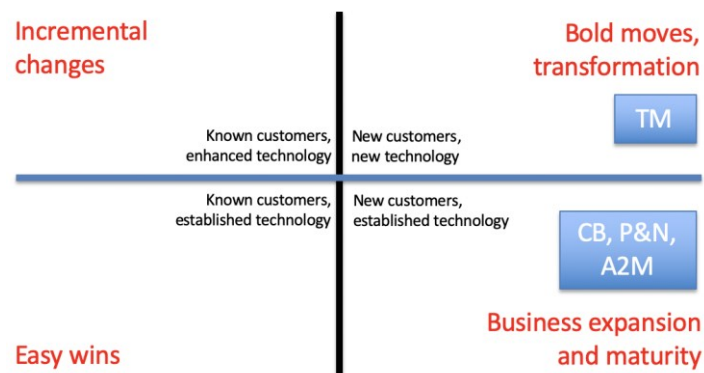 Incremental
changes
Bold moves,
transformation
TM
Known customers,
enhanced technology
New customers,
new technology
Known customers,
established technology
New customers,
established technology
CB, P&N,
A2M
Easy wins
Business expansion
and maturity